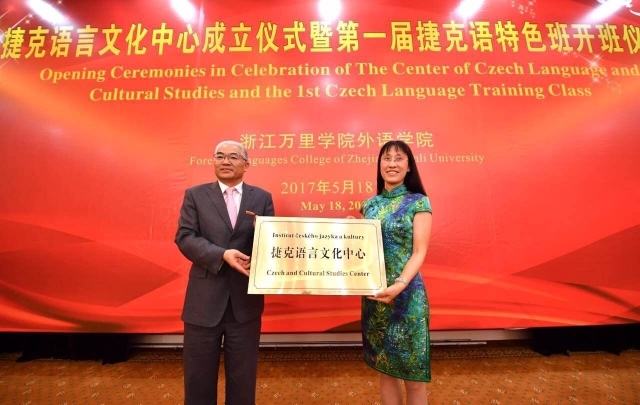 捷克语言文化中心成立仪式暨第一届捷克语特色班开班仪
Opening Ceremonies in Celebration of The Center of Czech Language and
Cultural Studies and the 1st Czech Language Training Class
浙江万里学院外语学院
Languages College of University
2017年5月18
May 18,
Institut českého jazyka a kultury
捷克语言文化中心
Czech and Cultural Studies Center